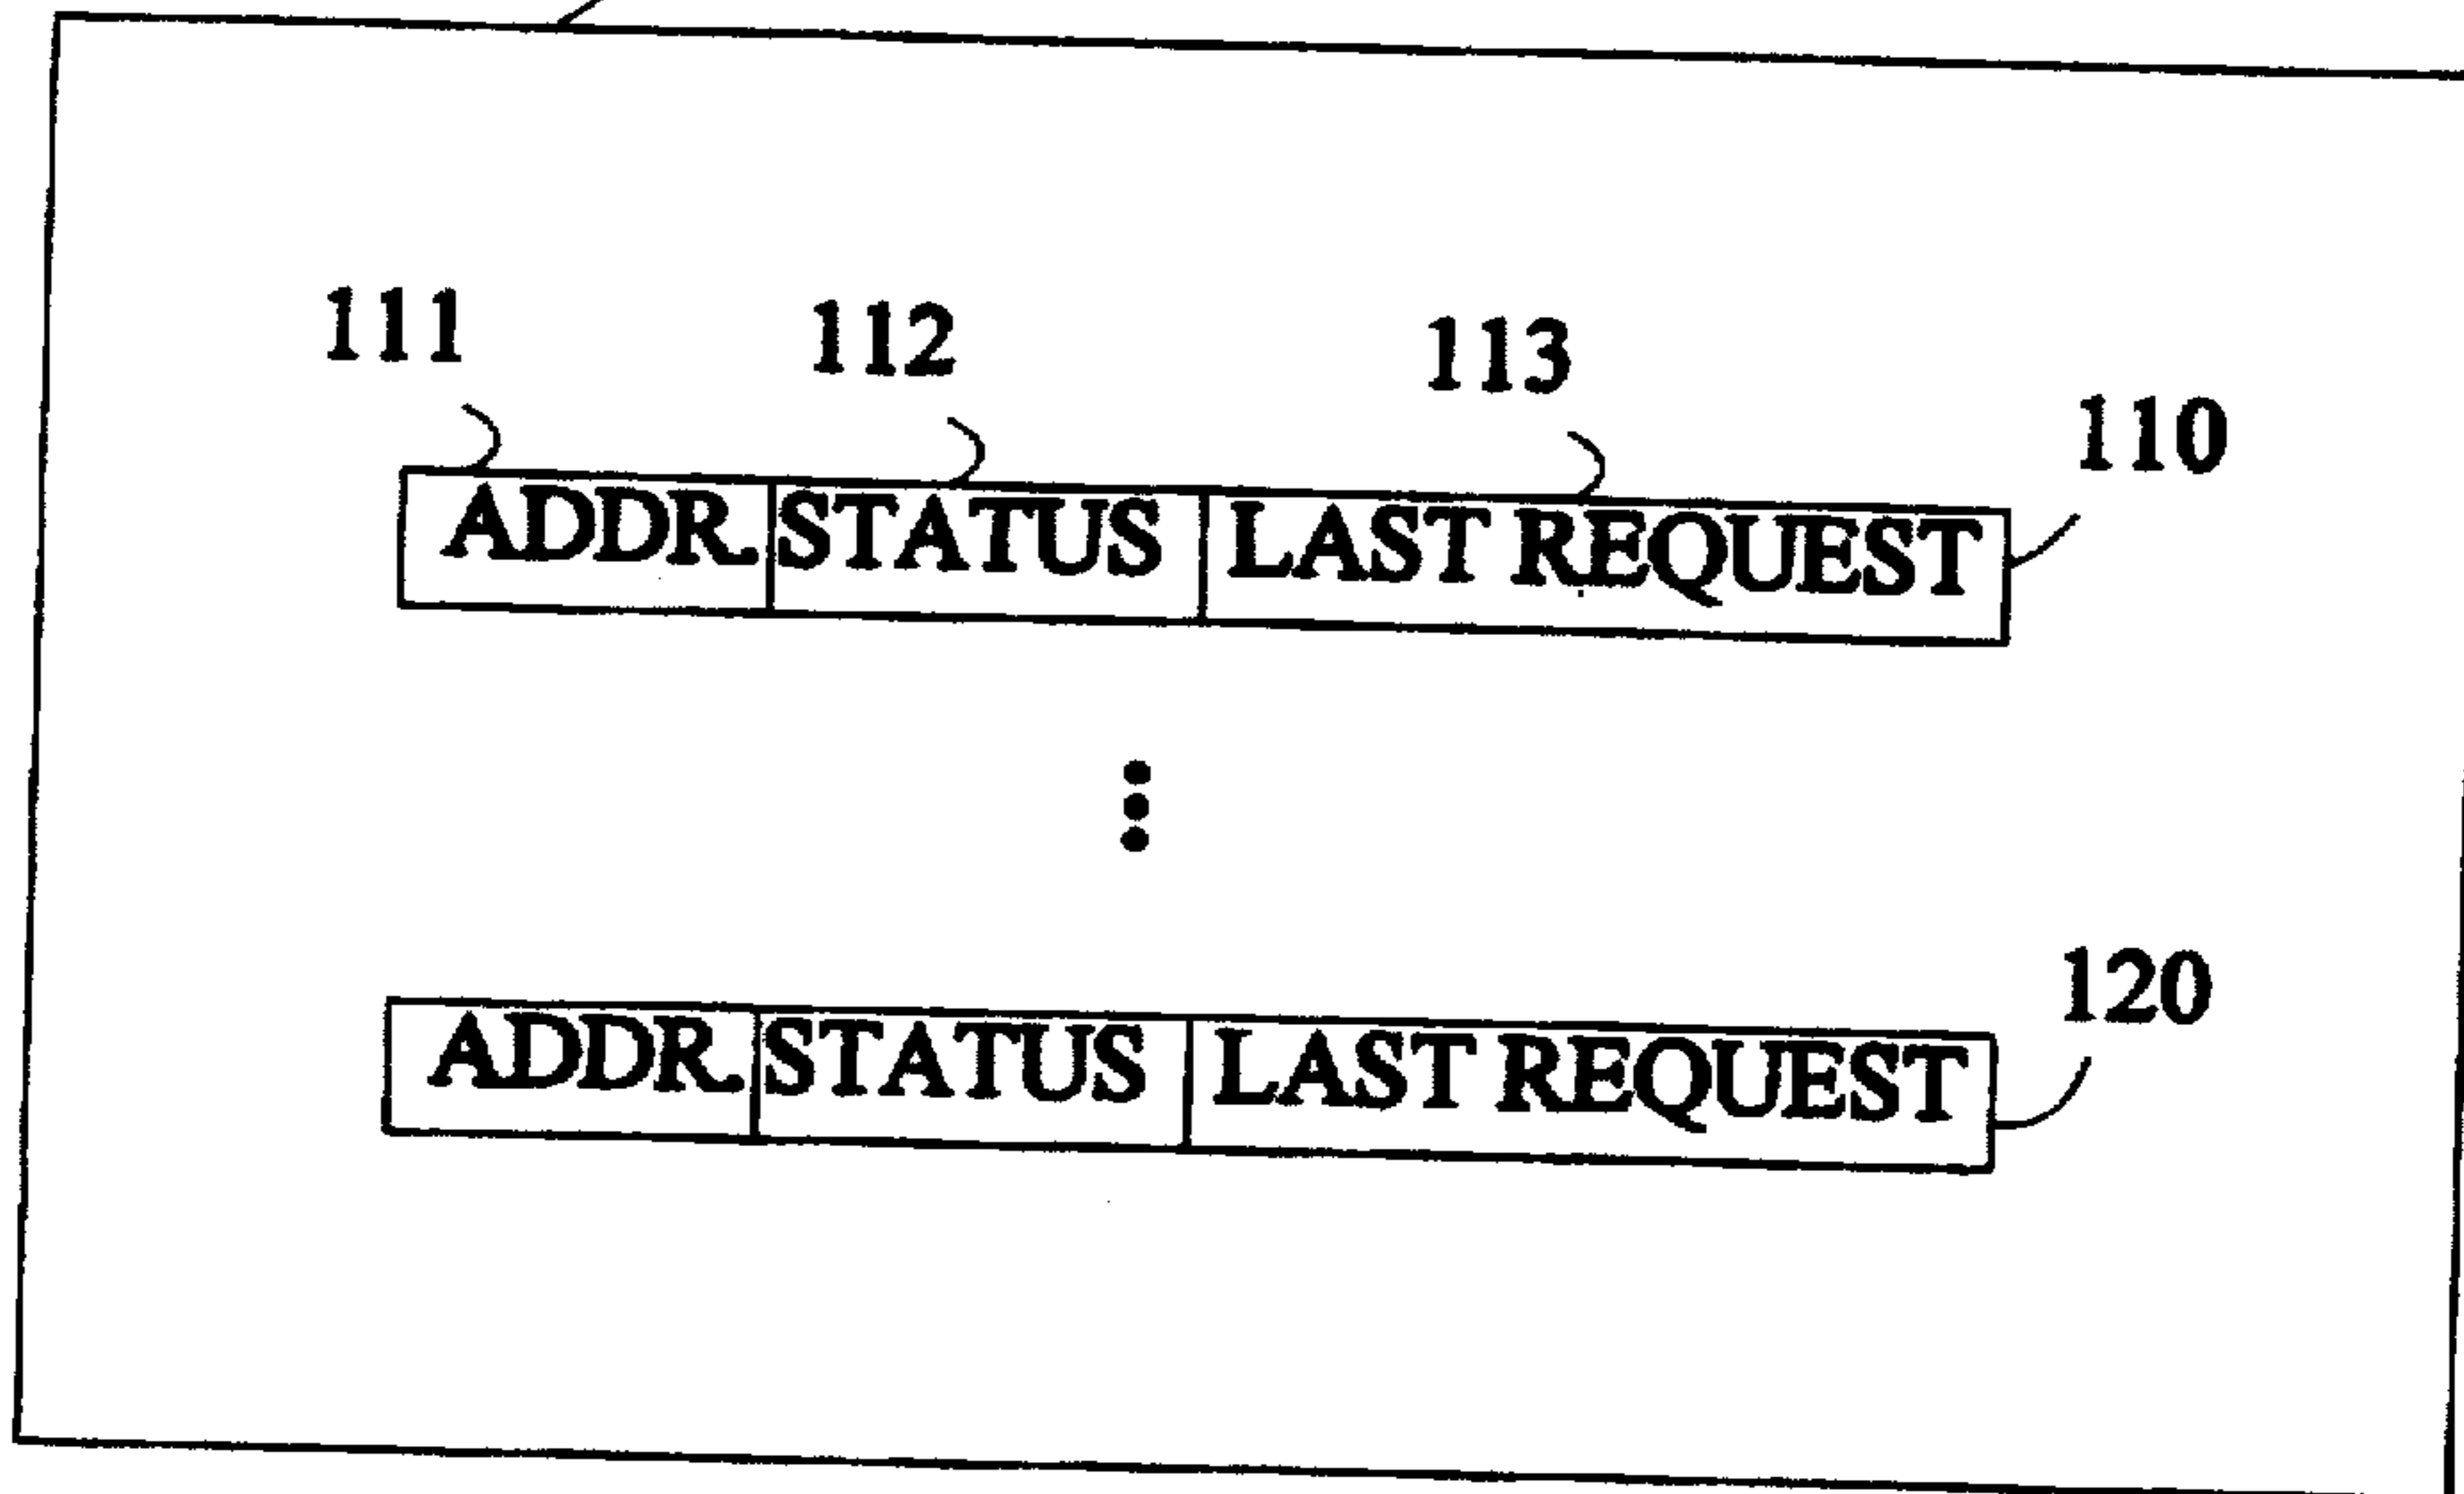 111 112 113
110
ADDR STATUS LAST REQUEST
120
ADDR STATUS LAST REQUEST